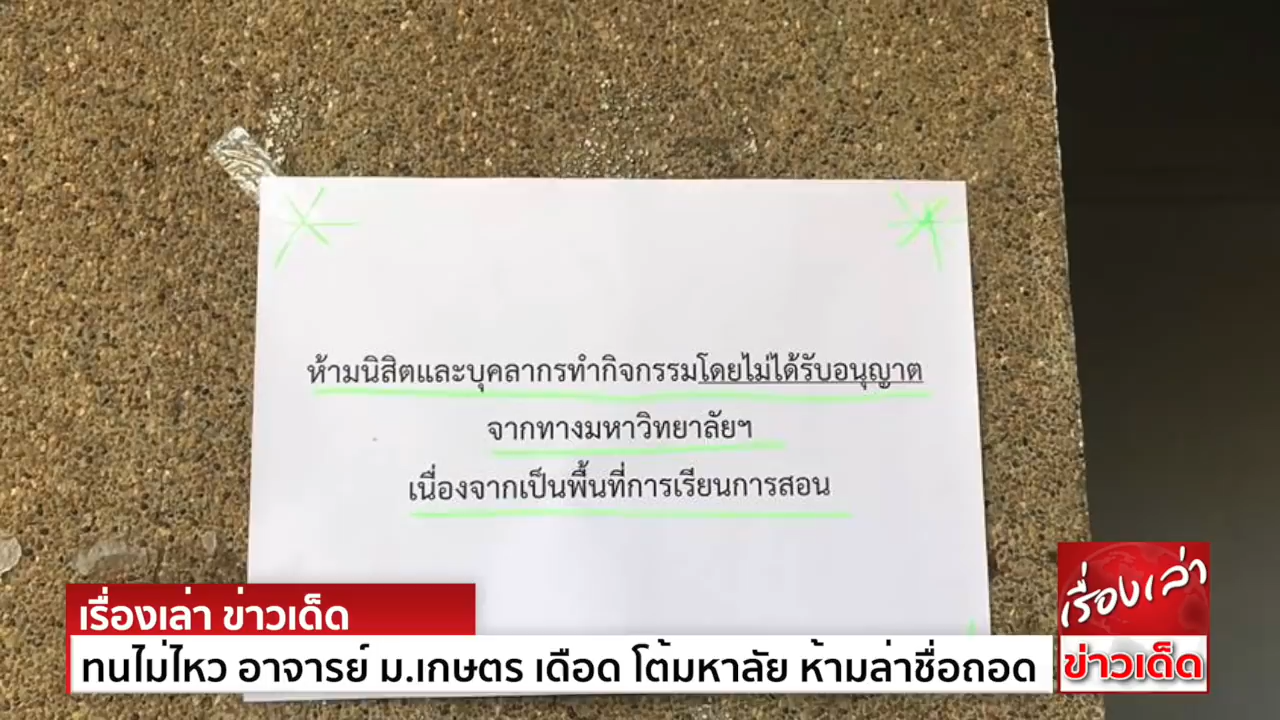 ห้ามนิสิตและบุคลากรทำกิจกรรมโดยไม่ได้รับอนุญาต
จากทางมหาวิทยาลัยฯ
เนื่องจากเป็นพื้นที่การเรียนการสอน
เรื่องเล่า ข่าวเด็ด
ทนไม่ไหว อาจารย์ ม.เกษตร เดือด โต้มหาลัย ห้ามล่าชื่อถอด
เรื่องเล่า
ข่าวเด็ด